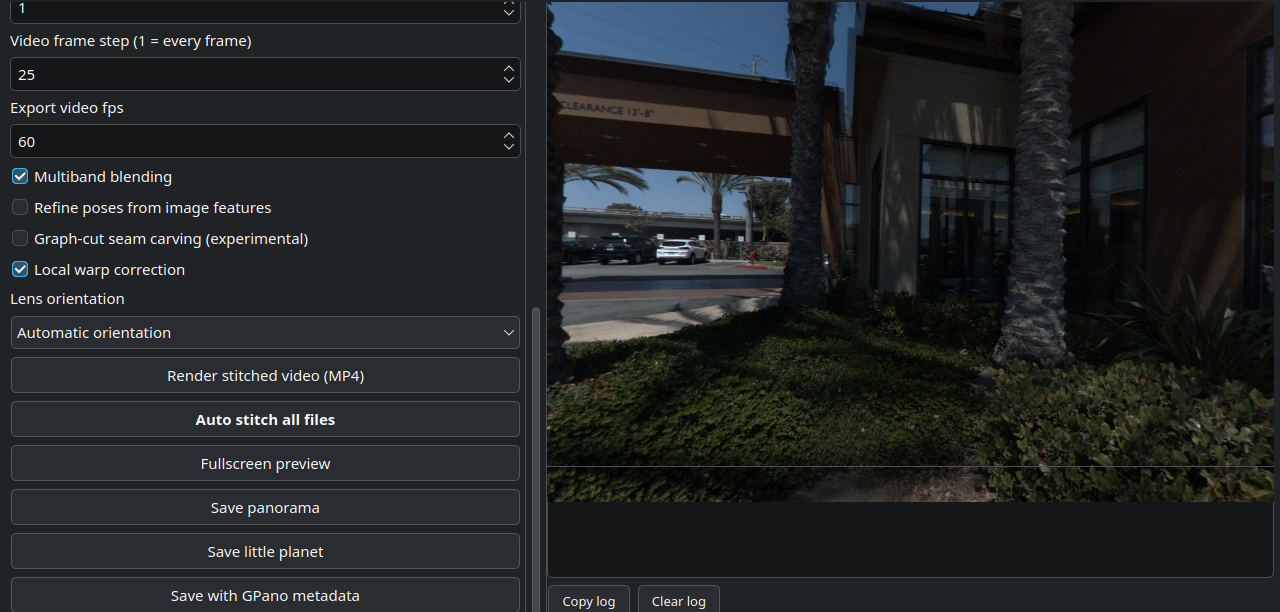 1
Video frame step (1 = every frame)
25
Export video fps
60
Multiband blending
Refine poses from image features
Graph-cut seam carving (experimental)
Local warp correction
Lens orientation
Automatic orientation
Render stitched video (MP4)
Auto stitch all files
Fullscreen preview
Save panorama
Save little planet
Save with GPano metadata
CLEARANCE 13'-8"
Copy log
Clear log